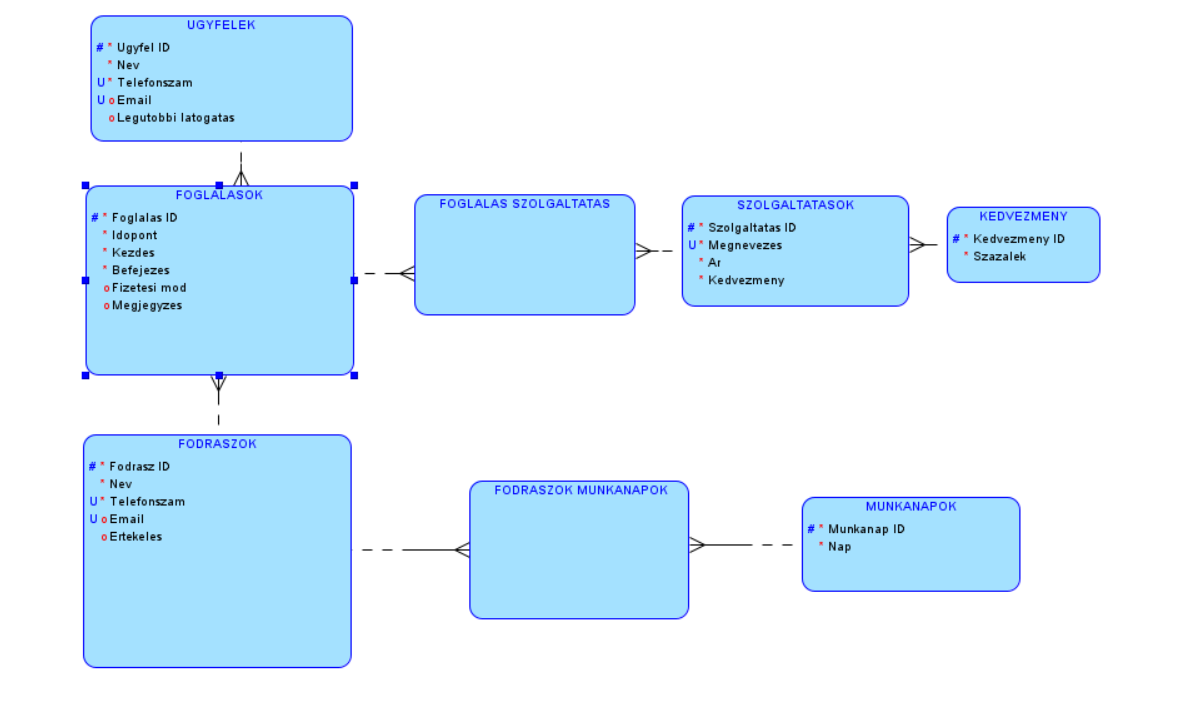 UGYFELEK
# * Ugyfel ID
* Nev
U * Telefonszam
U o Email
o Legutobbi latogatas
FOGLALASOK
# * Foglalas ID
* Idopont
* Kezdes
* Befejezes
o Fizetesi mod
o Megjegyzes
FOGLALAS SZOLGALTATAS
SZOLGALTATASOK
# * Szolgaltatas ID
U * Megnevezes
* Ar
* Kedvezmeny
KEDVEZMENY
# * Kedvezmeny ID
* Szazalek
FODRASZOK
# * Fodrasz ID
* Nev
U * Telefonszam
U o Email
o Ertekeles
FODRASZOK MUNKANAPOK
MUNKANAPOK
# * Munkanap ID
* Nap